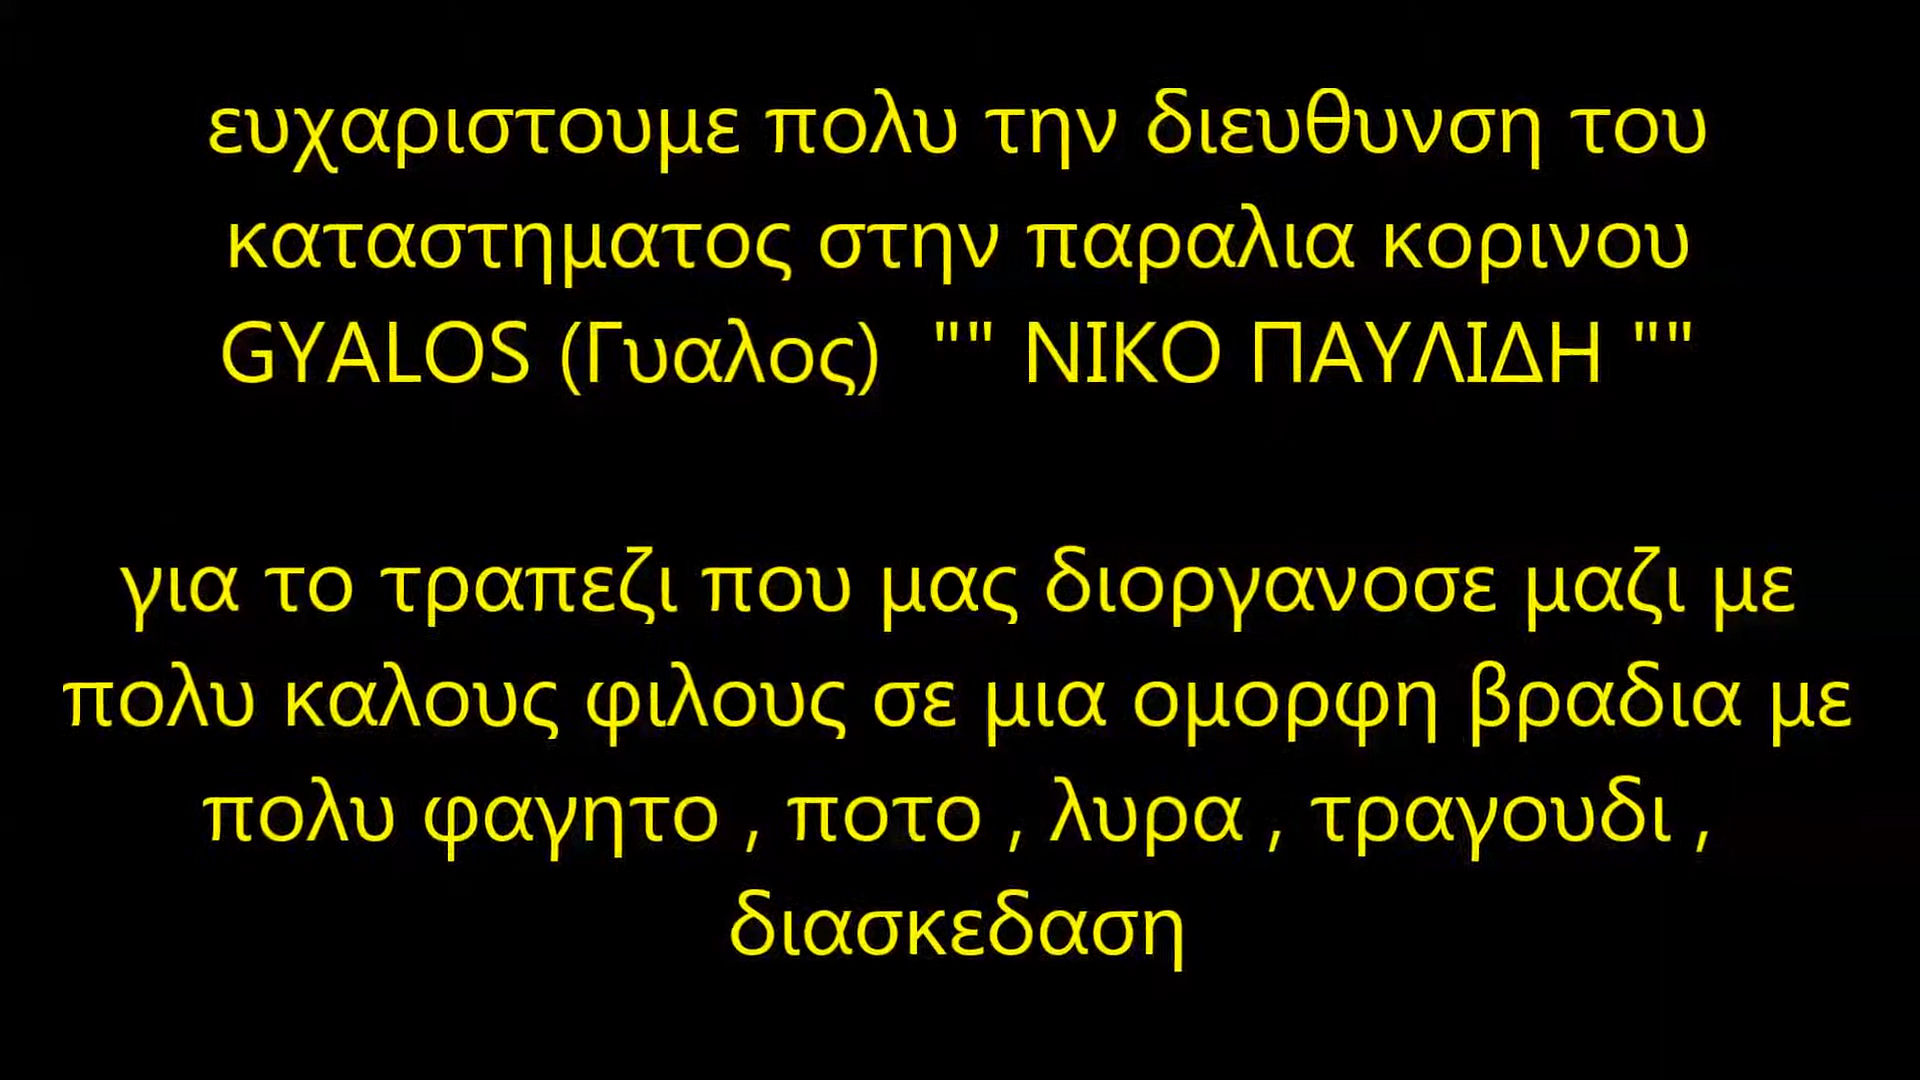 ευχαριστουμε πολυ την διευθυνση του
καταστηματος στην παραλια κορινου
GYALOS (Γυαλος)  "" ΝΙΚΟ ΠΑΥΛΙΔΗ ""
για το τραπεζι που μας διοργανοσε μαζι με
πολυ καλους φιλους σε μια ομορφη βραδια με
πολυ φαγητο , ποτο , λυρα , τραγουδι ,
διασκεδαση